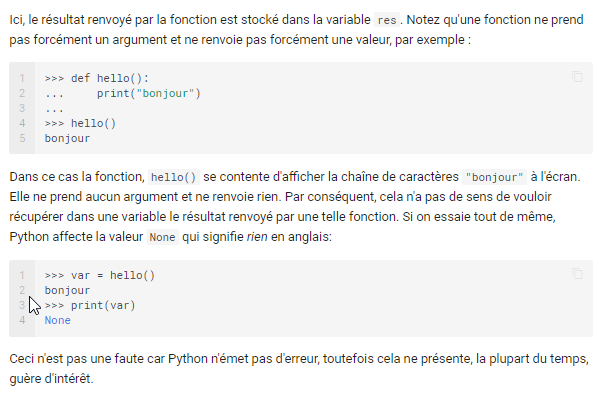 Ici, le résultat renvoyé par la fonction est stocké dans la variable res . Notez qu'une fonction ne prend
pas forcément un argument et ne renvoie pas forcément une valeur, par exemple :
1 >>> def hello():
2 ...     print("bonjour")
3 ...
4 >>> hello()
5 bonjour
Dans ce cas la fonction, hello() se contente d'afficher la chaîne de caractères "bonjour" à l'écran.
Elle ne prend aucun argument et ne renvoie rien. Par conséquent, cela n'a pas de sens de vouloir
récupérer dans une variable le résultat renvoyé par une telle fonction. Si on essaie tout de même,
Python affecte la valeur None qui signifie rien en anglais:
1 >>> var = hello()
2 bonjour
3 >>> print(var)
4 None
Ceci n'est pas une faute car Python n'émet pas d'erreur, toutefois cela ne présente, la plupart du temps,
guère d'intérêt.